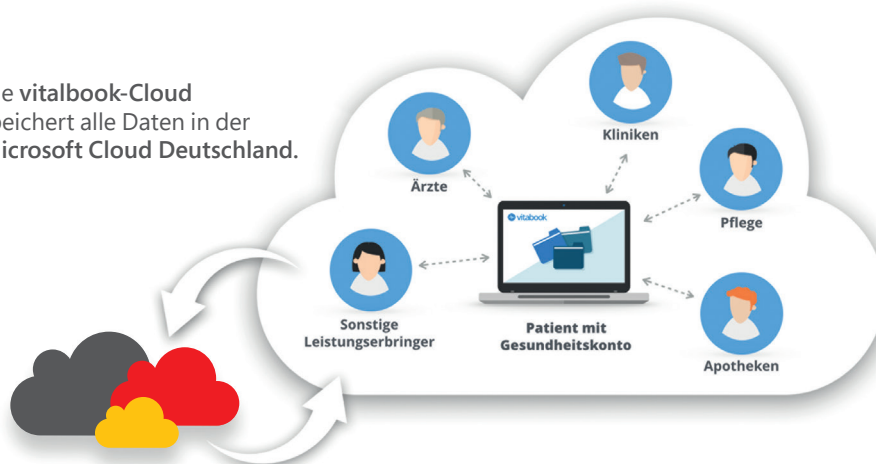 e vitalbook-Cloud
eichert alle Daten in der
icrosoft Cloud Deutschland.
Kliniken
Ärzte
vitabook
Pflege
Sonstige
Leistungserbringer
Patient mit
Gesundheitskonto
Apotheken